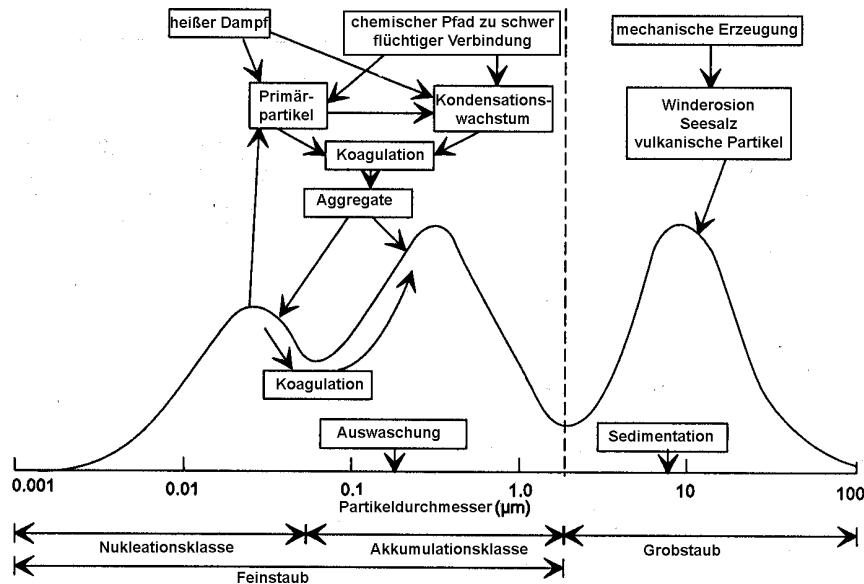 heißer Dampf
chemischer Pfad zu schwer
flüchtiger Verbindung
mechanische Erzeugung
Primär-
partikel
Kondensations-
wachstum
Winderosion
Seesalz
vulkanische Partikel
Koagulation
Aggregate
Koagulation
Auswaschung
Sedimentation
0.001
0.01
0.1
1.0
10
100
Partikeldurchmesser (µm)
Nukleationsklasse
Akkumulationsklasse
Grobstaub
Feinstaub